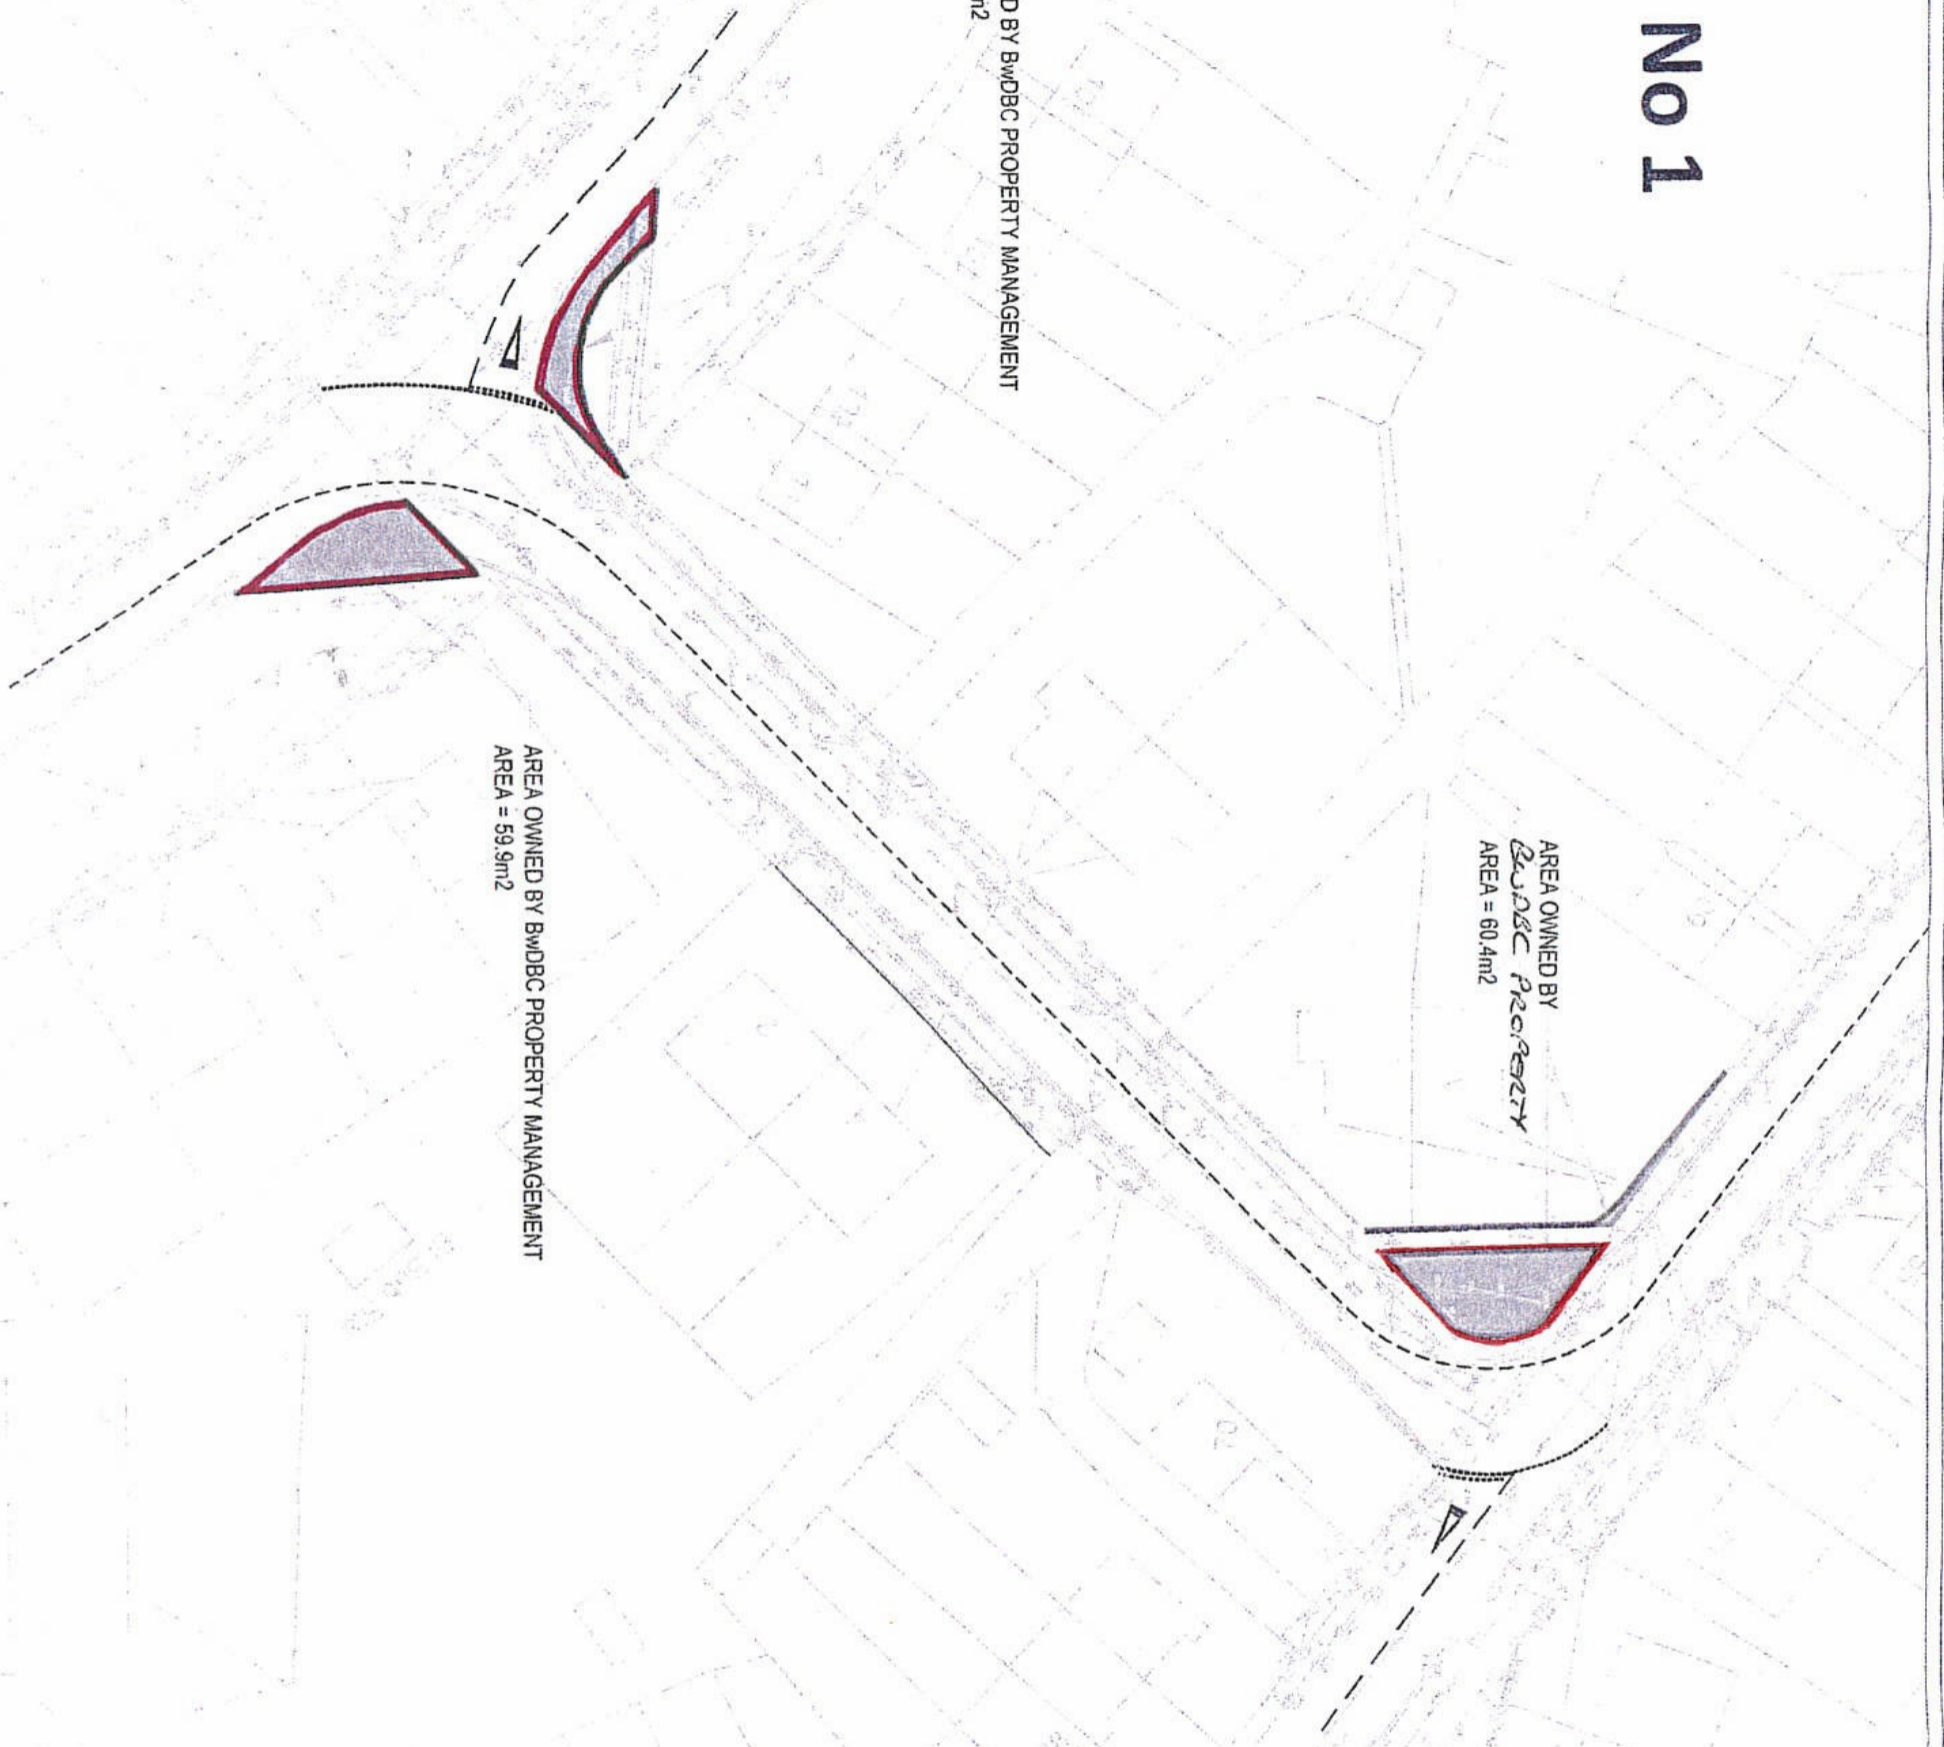 No 1
D BY BwDBC PROPERTY MANAGEMENT
m2
AREA OWNED BY
BwDBC PROPERTY
AREA = 60.4m2
AREA OWNED BY BwDBC PROPERTY MANAGEMENT
AREA = 59.9m2